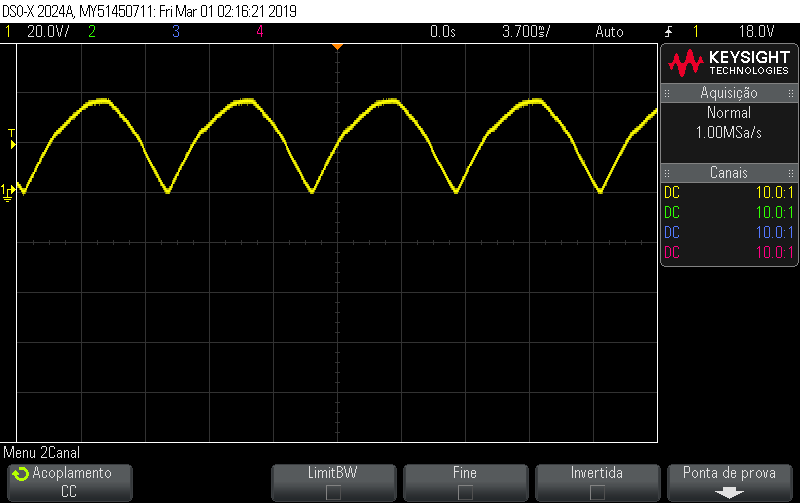 DSO-X 2024A, MY51450711: Fri Mar 01 02:16:21 2019
1 20.0V/ 2 3 4 0.0s 3.700ms/ Auto 1 18.0V
KEYSIGHT
TECHNOLOGIES
Aquisição
Normal
1.00MSa/s
Canais
DC 10.0:1
DC 10.0:1
DC 10.0:1
DC 10.0:1
T
1
Menu 2Canal
Acoplamento
CC
LimitBW
Fine
Invertida
Ponta de prova